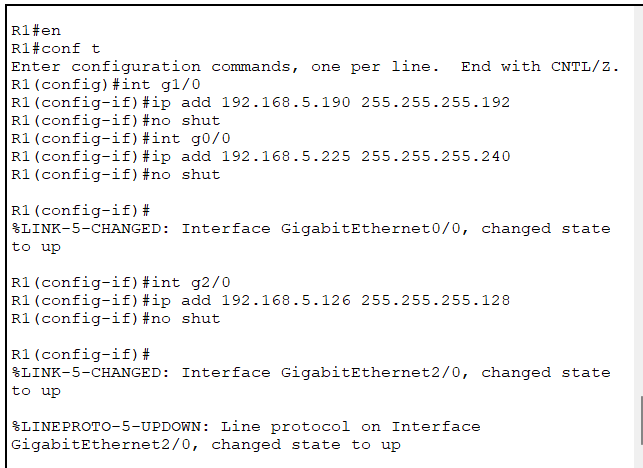 R1#en
R1#conf t
Enter configuration commands, one per line.  End with CNTL/Z.
R1(config)#int g1/0
R1(config-if)#ip add 192.168.5.190 255.255.255.192
R1(config-if)#no shut
R1(config-if)#int g0/0
R1(config-if)#ip add 192.168.5.225 255.255.255.240
R1(config-if)#no shut
R1(config-if)#
%LINK-5-CHANGED: Interface GigabitEthernet0/0, changed state
to up
R1(config-if)#int g2/0
R1(config-if)#ip add 192.168.5.126 255.255.255.128
R1(config-if)#no shut
R1(config-if)#
%LINK-5-CHANGED: Interface GigabitEthernet2/0, changed state
to up
%LINEPROTO-5-UPDOWN: Line protocol on Interface
GigabitEthernet2/0, changed state to up